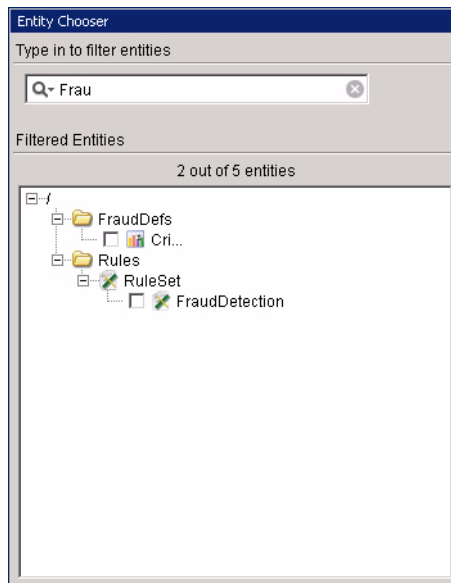 Entity Chooser
Type in to filter entities
Frau
Filtered Entities
2 out of 5 entities
/
FraudDefs
Cri...
Rules
RuleSet
FraudDetection